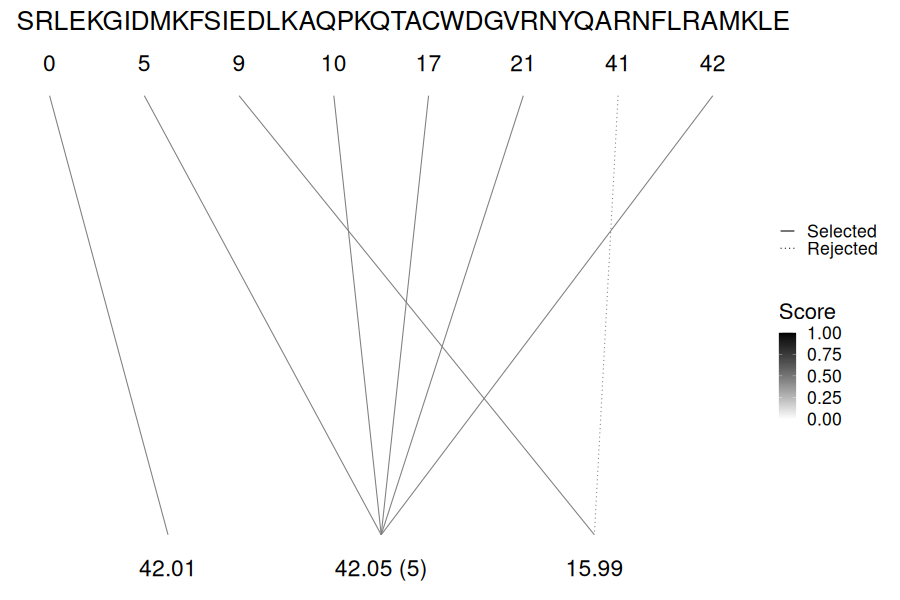 SRLEKGIDMKFSIEDLKAQPKQTACWDGVRNYQARNFLRAMKLE
0 5 9 10 17 21 41 42
Selected
Rejected
Score
1.00
0.75
0.50
0.25
0.00
42.01 42.05 (5) 15.99